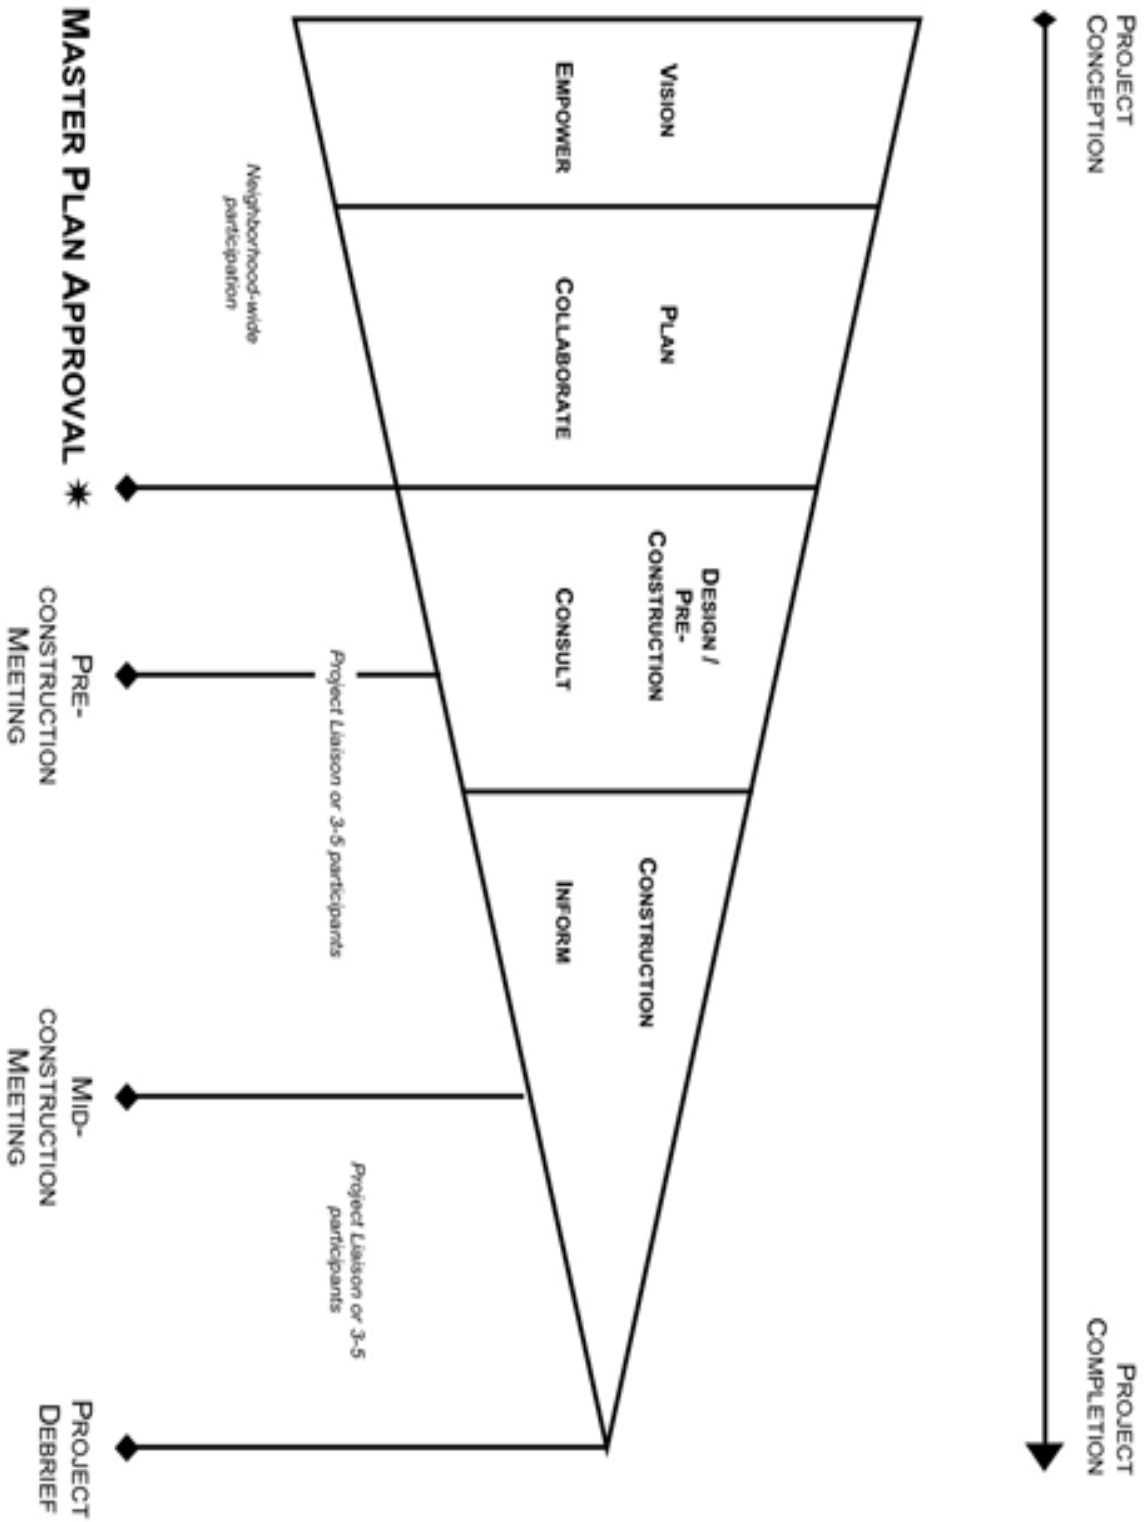 PROJECT
CONCEPTION
PROJECT
COMPLETION
VISION
EMPOWER
PLAN
COLLABORATE
DESIGN /
PRE-
CONSTRUCTION
CONSULT
CONSTRUCTION
INFORM
Neighborhood-wide
participation
Project Liaison or 3-5 participants
Project Liaison or 3-5
participants
MASTER PLAN APPROVAL ✷
PRE-
CONSTRUCTION
MEETING
MID-
CONSTRUCTION
MEETING
PROJECT
DEBRIEF